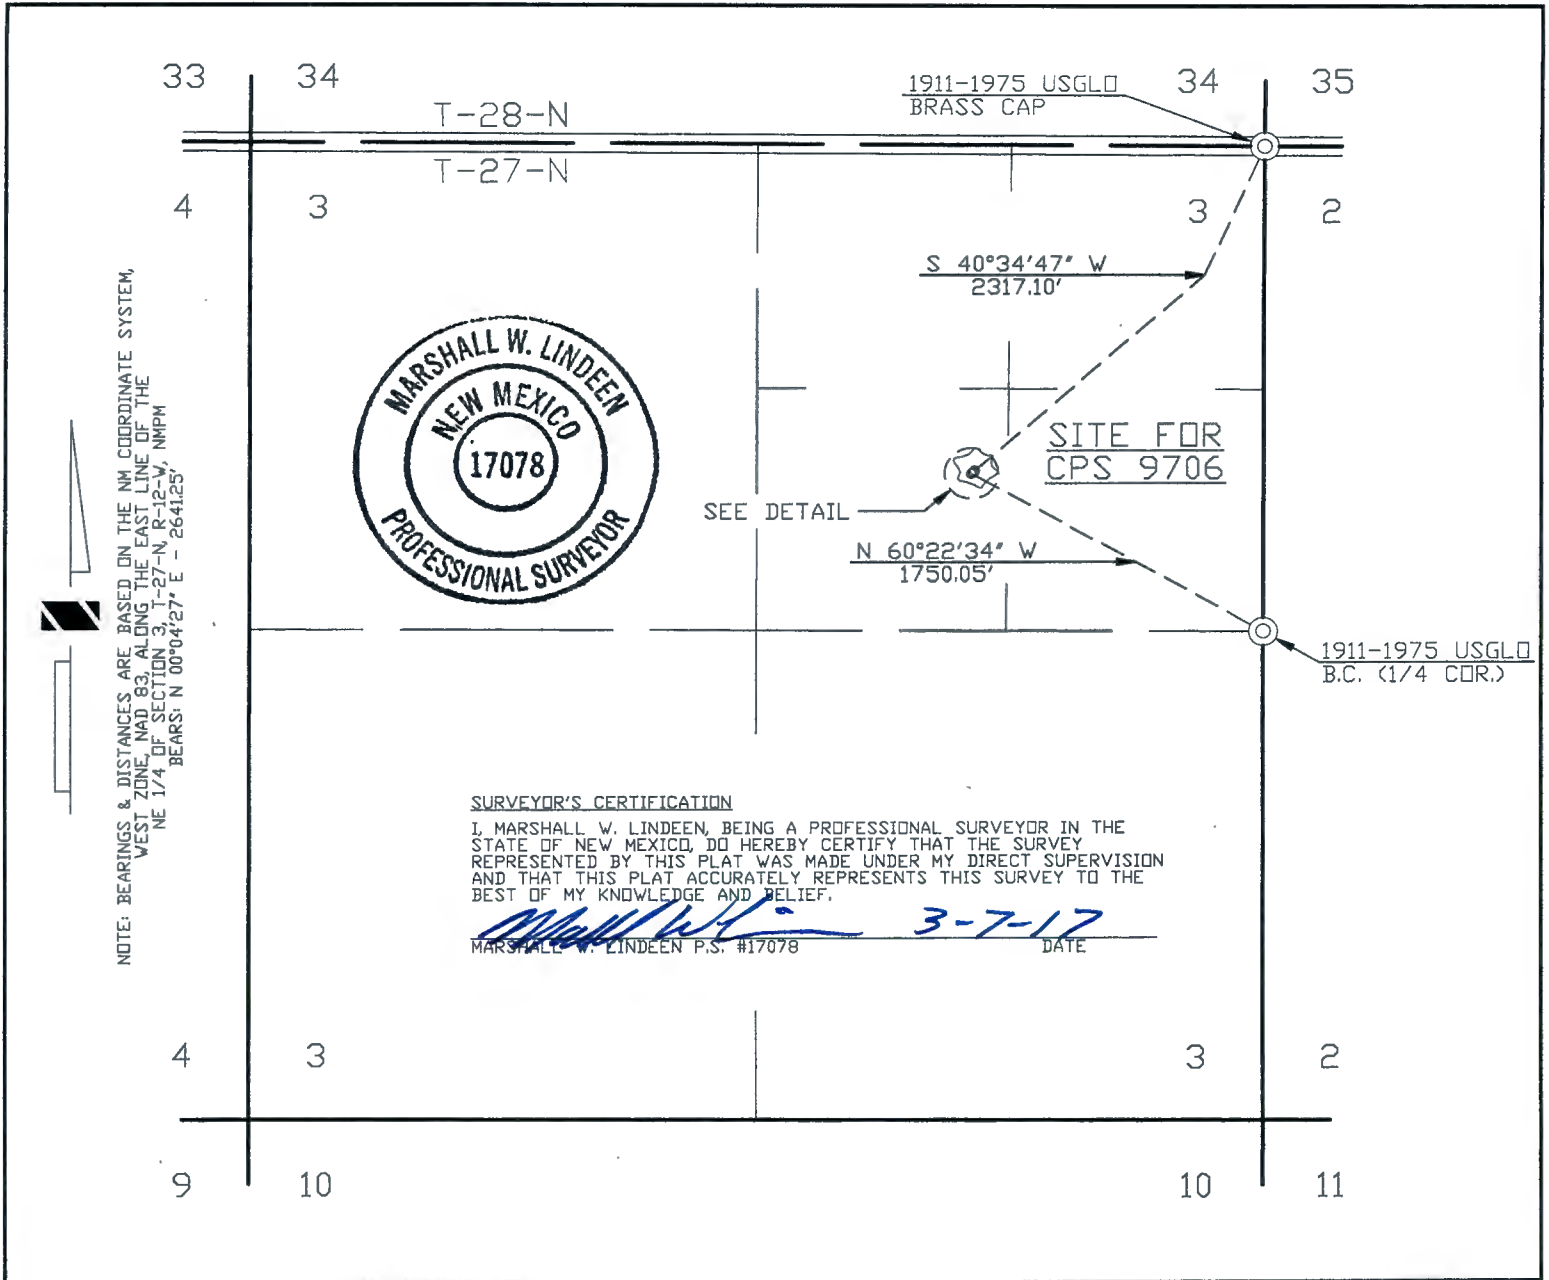 33
34
1911-1975 USGLO
BRASS CAP
34
35
T-28-N
T-27-N
4
3
3
2
S 40°34'47" W
2317.10'
MARSHALL W. LINDEEN
NEW MEXICO
17078
PROFESSIONAL SURVEYOR
SITE FOR
CPS 9706
SEE DETAIL
N 60°22'34" W
1750.05'
1911-1975 USGLO
B.C. (1/4 COR.)
NOTE: BEARINGS & DISTANCES ARE BASED ON THE NM COORDINATE SYSTEM,
WEST ZONE, NAD 83, ALONG THE EAST LINE OF THE
NE 1/4 OF SECTION 3, T-27-N, R-12-W, NMPM
BEARS: N 00°04'27" E - 2641.25'
SURVEYOR'S CERTIFICATION
I, MARSHALL W. LINDEEN, BEING A PROFESSIONAL SURVEYOR IN THE
STATE OF NEW MEXICO, DO HEREBY CERTIFY THAT THE SURVEY
REPRESENTED BY THIS PLAT WAS MADE UNDER MY DIRECT SUPERVISION
AND THAT THIS PLAT ACCURATELY REPRESENTS THIS SURVEY TO THE
BEST OF MY KNOWLEDGE AND BELIEF.
3-7-17
MARSHALL W. LINDEEN P.S. #17078
DATE
4
3
3
2
9
10
10
11